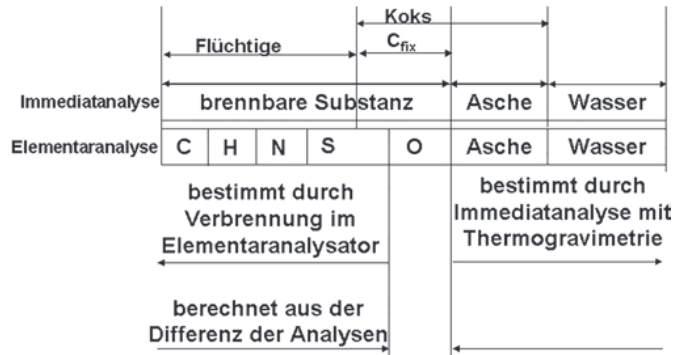 Koks
Flüchtige C_fix
Immediatanalyse brennbare Substanz Asche Wasser
Elementaranalyse C H N S O Asche Wasser
bestimmt durch
Verbrennung im
Elementaranalysator
bestimmt durch
Immediatanalyse mit
Thermogravimetrie
berechnet aus der
Differenz der Analysen